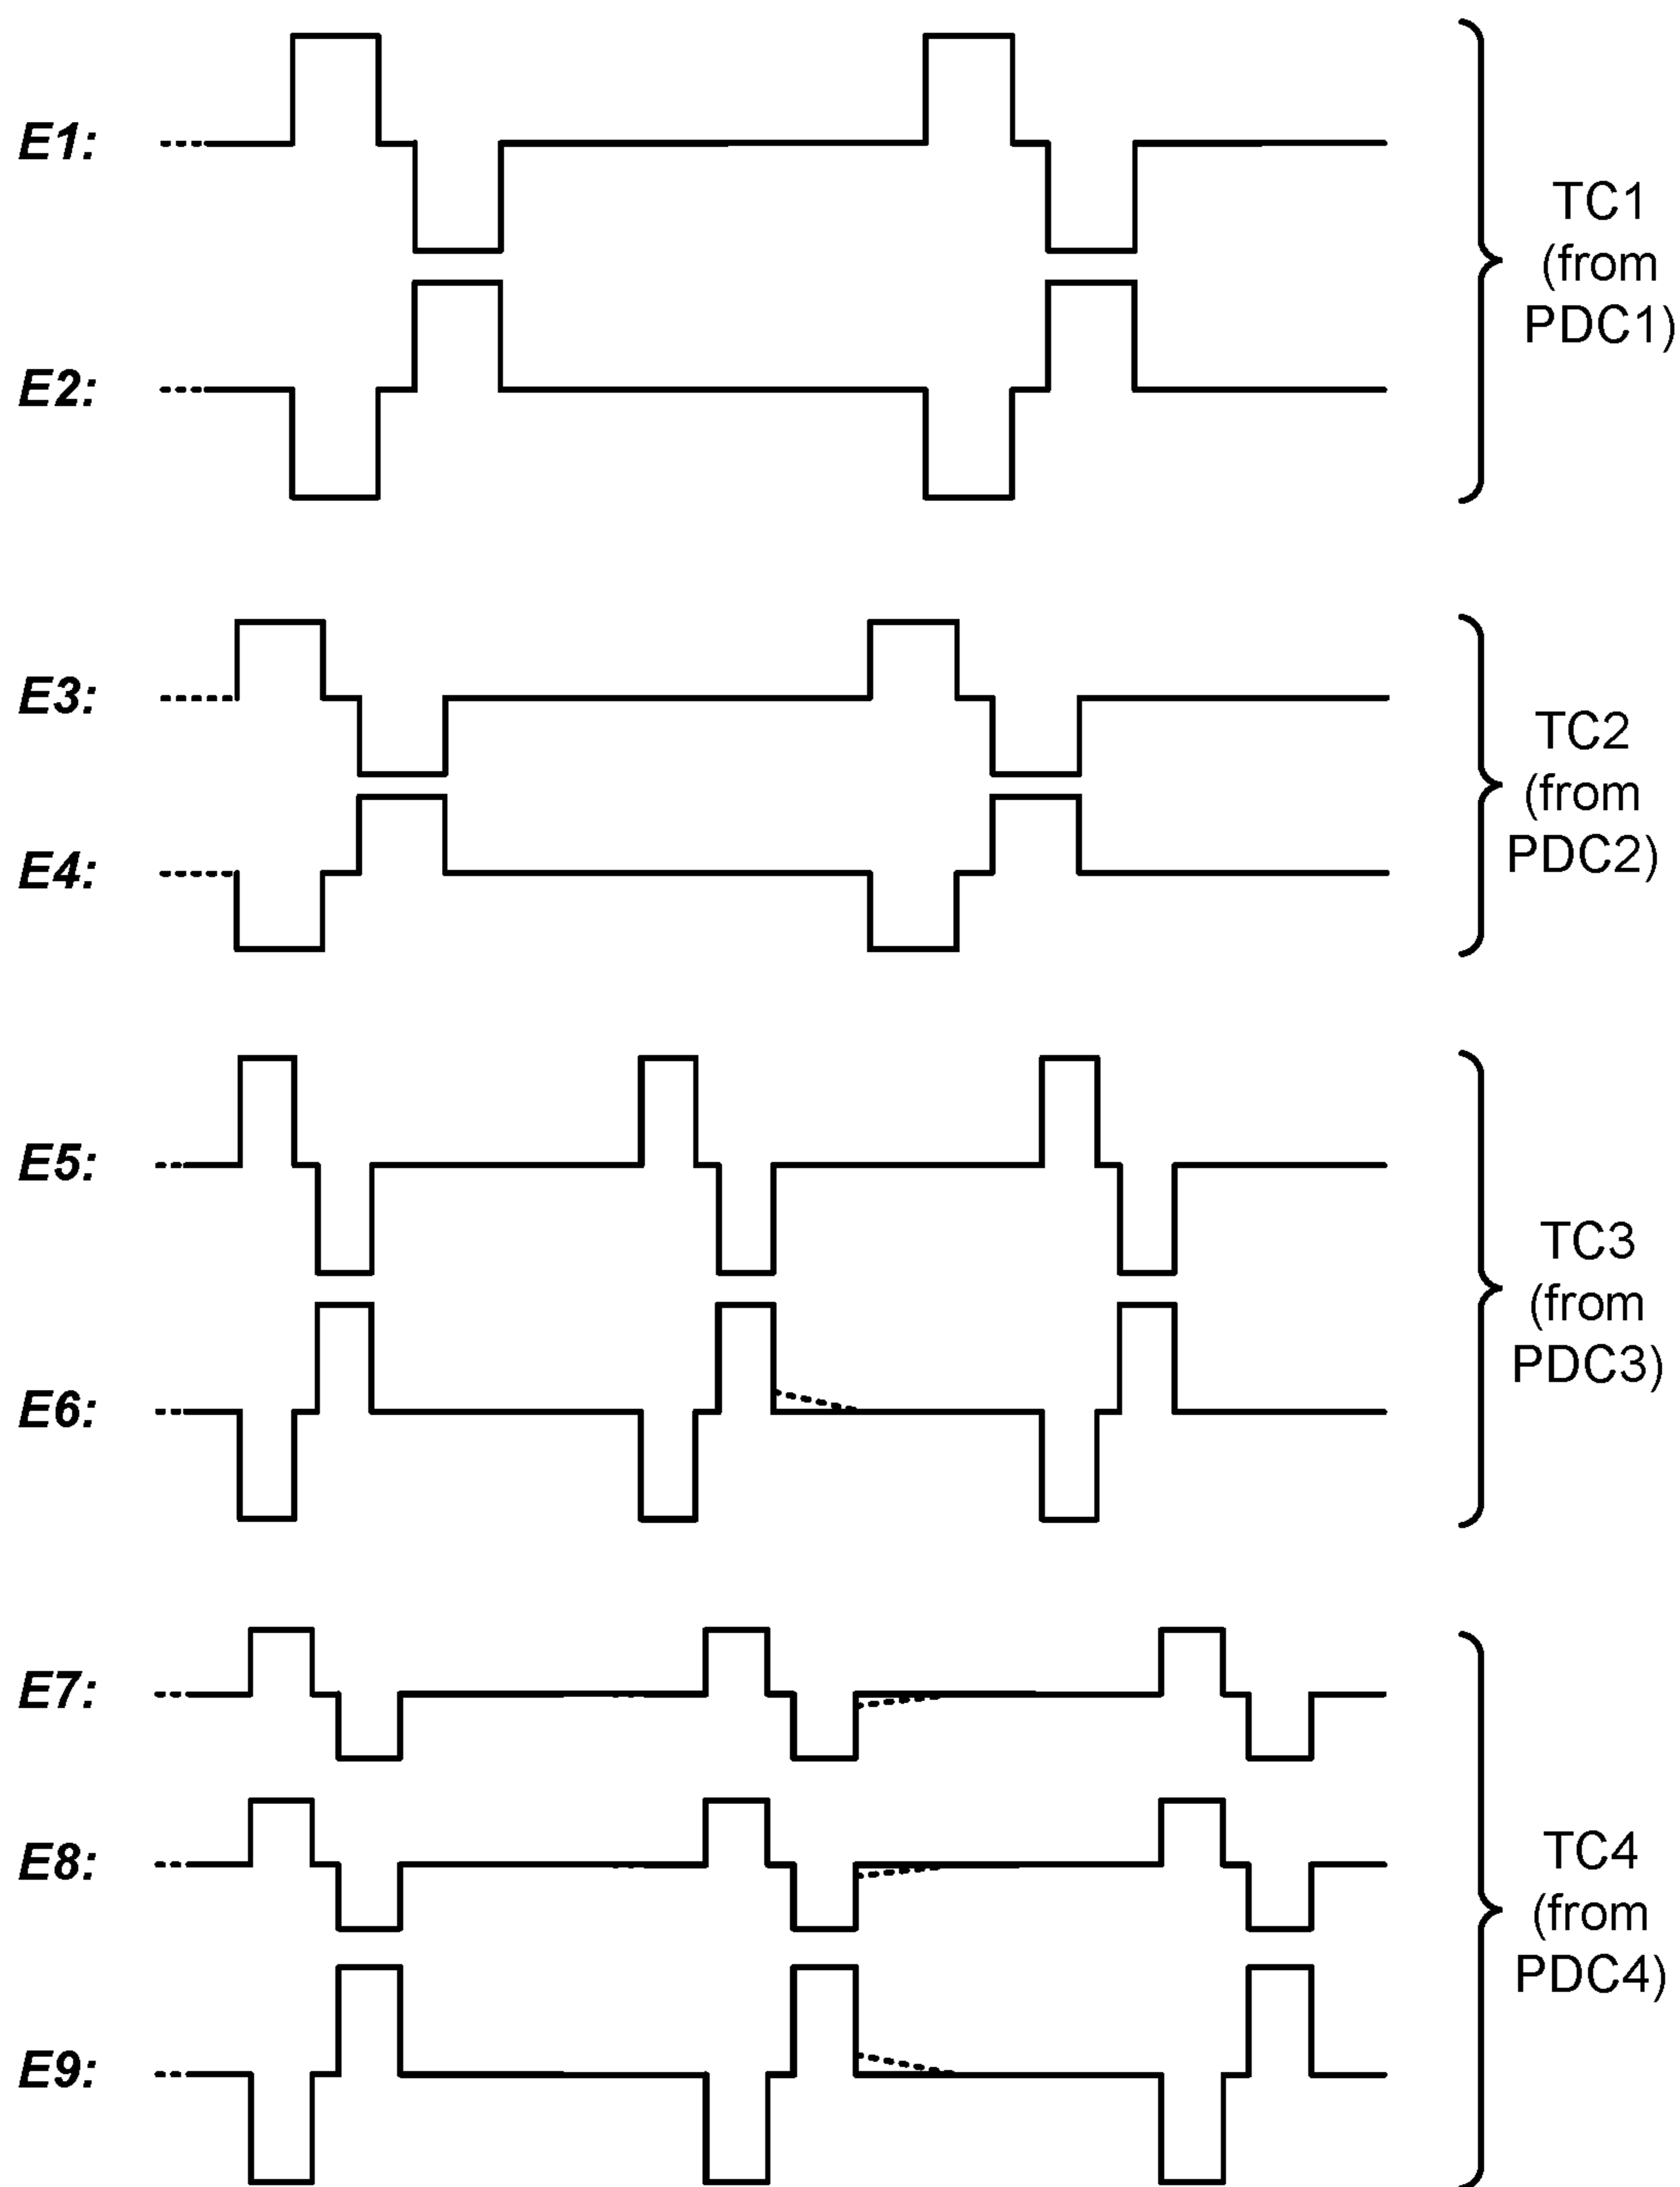 E1:
TC1
(from
PDC1)
E2:
E3:
TC2
(from
PDC2)
E4:
E5:
TC3
(from
PDC3)
E6:
E7:
E8:
TC4
(from
PDC4)
E9: